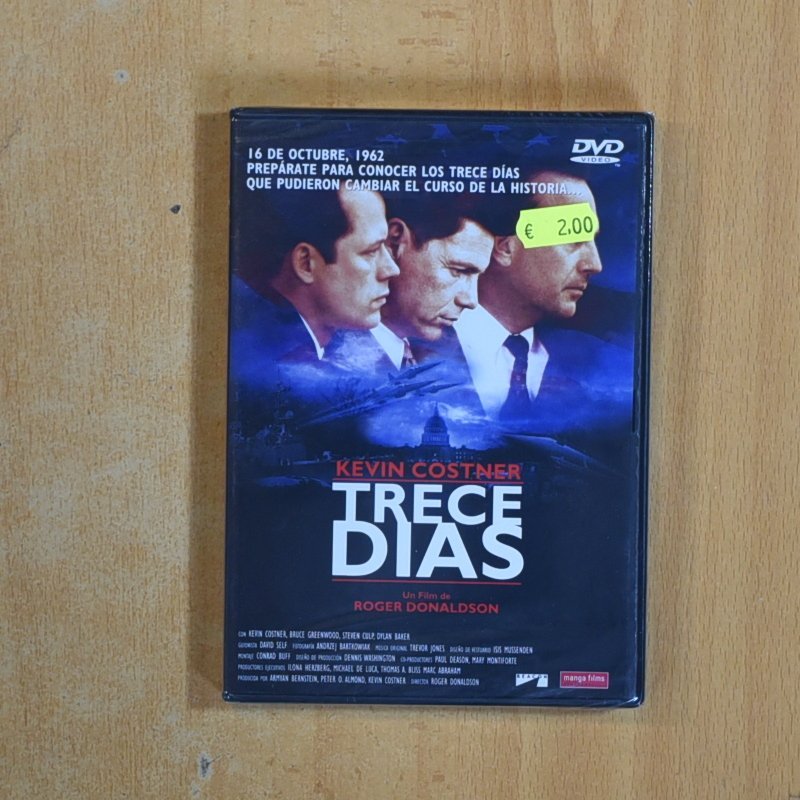 DVD
VIDEO
16 DE OCTUBRE, 1962
PREPÁRATE PARA CONOCER LOS TRECE DÍAS
QUE PUDIERON CAMBIAR EL CURSO DE LA HISTORIA...
€ 2.00
KEVIN COSTNER
TRECE
DIAS
Un Film de
ROGER DONALDSON
CON KEVIN COSTNER, BRUCE GREENWOOD, STEVEN CULP, DYLAN BAKER
GUIONISTA DAVID SELF FOTOGRAFÍA ANDRZEJ BARTKOWIAK MÚSICA ORIGINAL TREVOR JONES DISEÑO DE VESTUARIO ISIS MUSSENDEN
MONTAJE CONRAD BUFF DISEÑO DE PRODUCCIÓN DENNIS WASHINGTON CO-PRODUCTORES PAUL DEASON, MARY MONTIFORTE
PRODUCTORES EJECUTIVOS ILONA HERZBERG, MICHAEL DE LUCA, THOMAS A. BLISS MARC ABRAHAM
PRODUCIDA POR ARMYAN BERNSTEIN, PETER O. ALMOND, KEVIN COSTNER DIRECTOR ROGER DONALDSON
BEACON
manga films